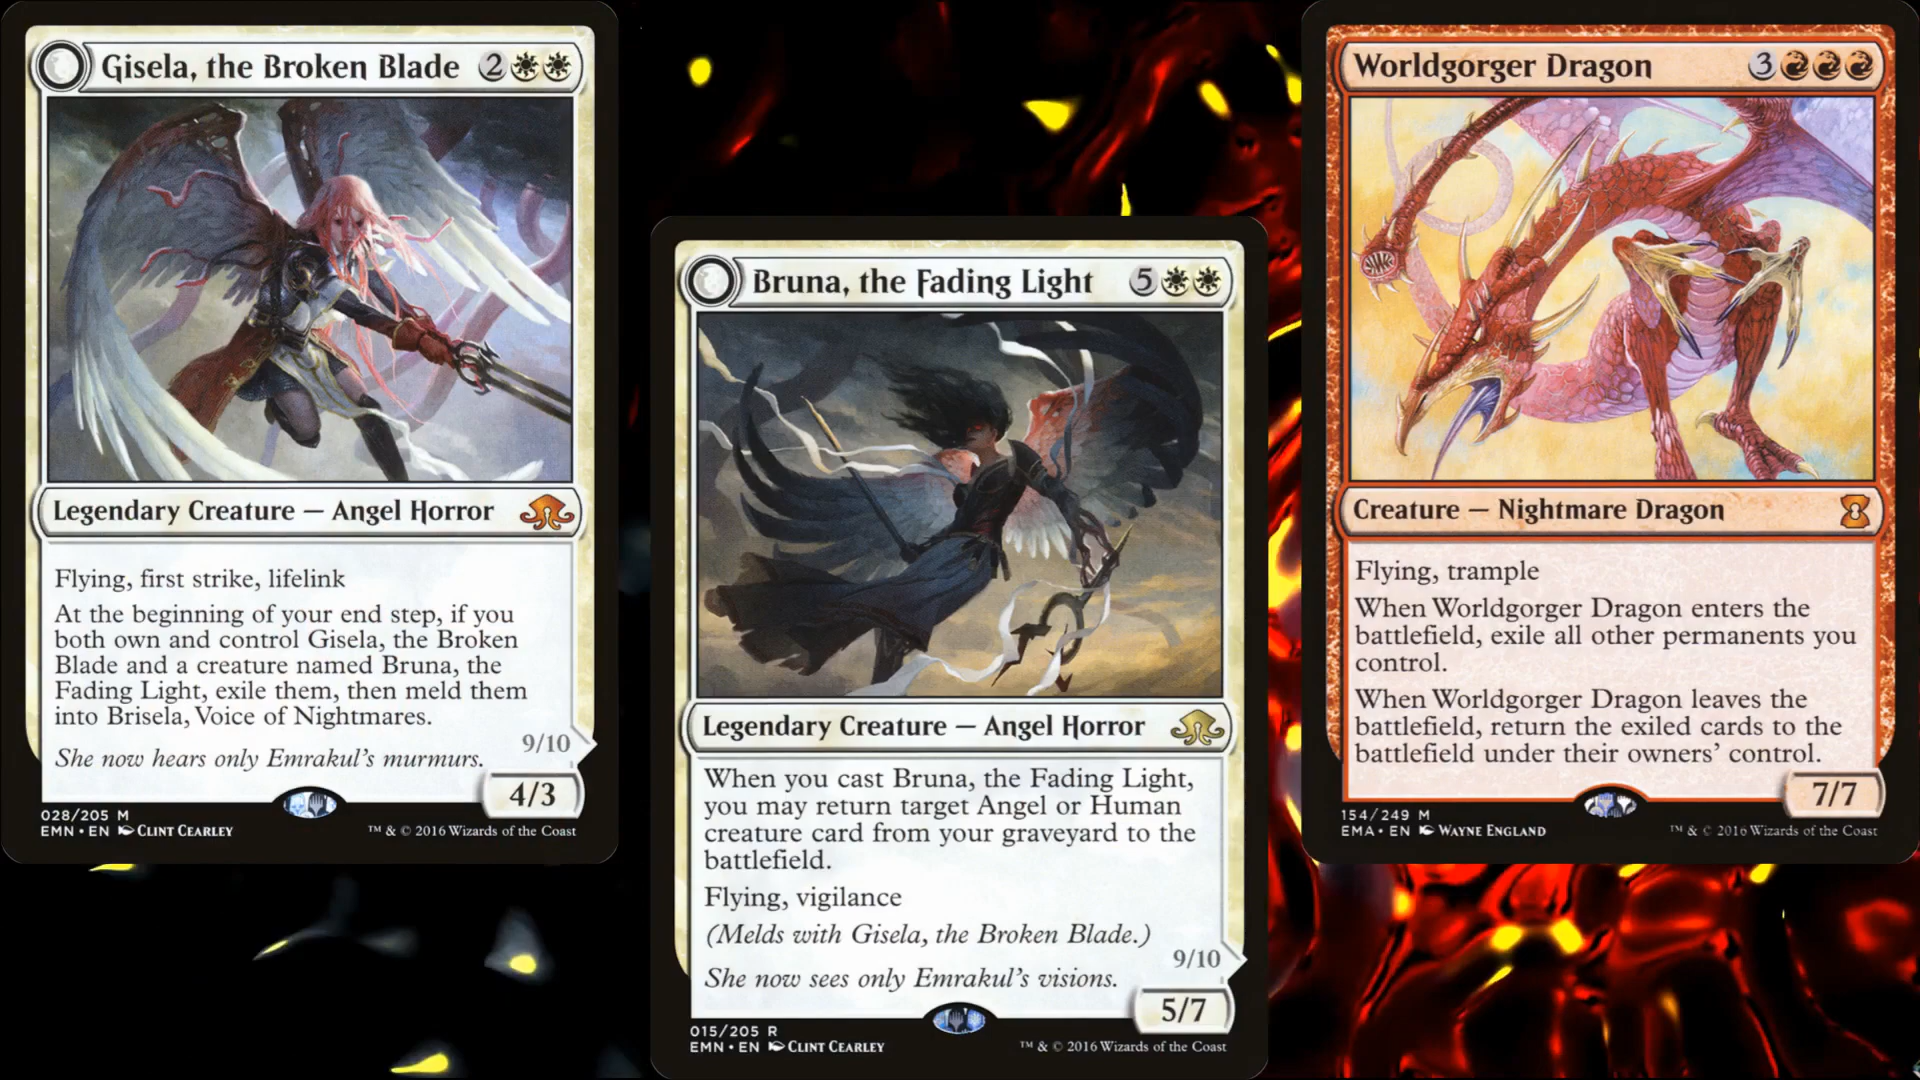 Gisela, the Broken Blade 2
Legendary Creature — Angel Horror
Flying, first strike, lifelink
At the beginning of your end step, if you
both own and control Gisela, the Broken
Blade and a creature named Bruna, the
Fading Light, exile them, then meld them
into Brisela, Voice of Nightmares.
She now hears only Emrakul's murmurs.
9/10
4/3
028/205 M
EMN • EN CLINT CEARLEY
™ & © 2016 Wizards of the Coast
Bruna, the Fading Light 5
Legendary Creature — Angel Horror
When you cast Bruna, the Fading Light,
you may return target Angel or Human
creature card from your graveyard to the
battlefield.
Flying, vigilance
(Melds with Gisela, the Broken Blade.)
She now sees only Emrakul's visions.
9/10
5/7
015/205 R
EMN • EN CLINT CEARLEY
™ & © 2016 Wizards of the Coast
Worldgorger Dragon 3
Creature — Nightmare Dragon
Flying, trample
When Worldgorger Dragon enters the
battlefield, exile all other permanents you
control.
When Worldgorger Dragon leaves the
battlefield, return the exiled cards to the
battlefield under their owners' control.
7/7
154/249 M
EMA • EN WAYNE ENGLAND
™ & © 2016 Wizards of the Coast